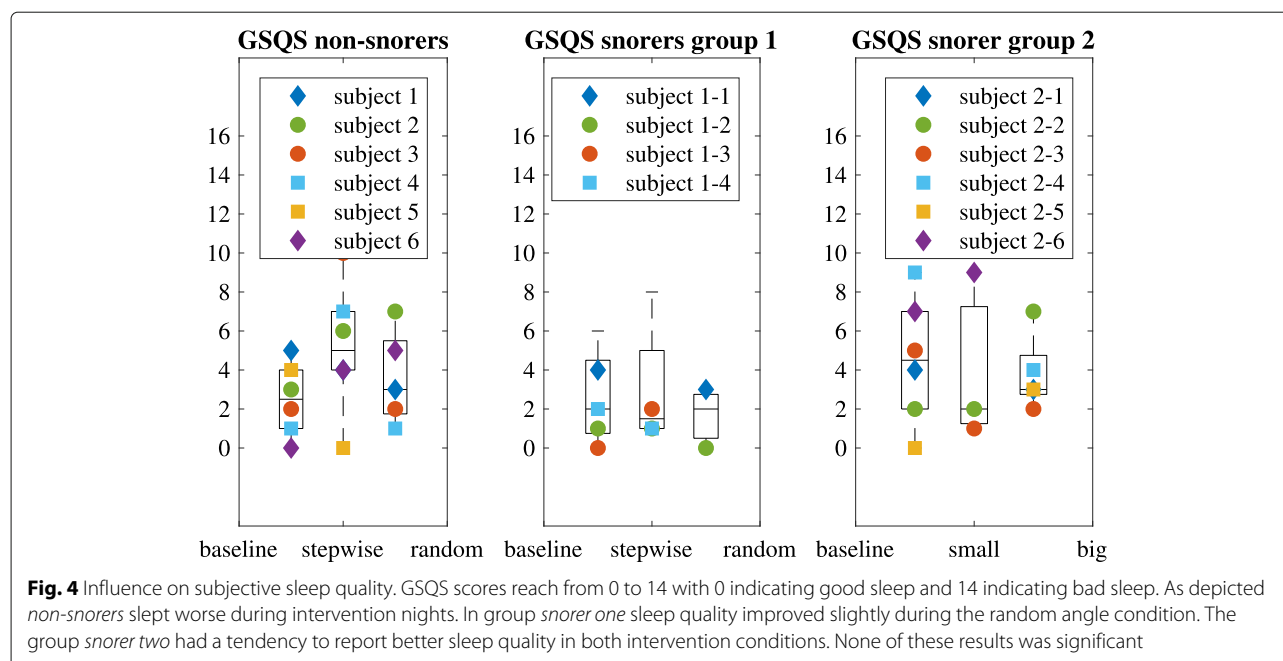 GSQS non-snorers
subject 1
subject 2
subject 3
subject 4
subject 5
subject 6
16
14
12
10
8
6
4
2
0
baseline stepwise random
GSQS snorers group 1
subject 1-1
subject 1-2
subject 1-3
subject 1-4
16
14
12
10
8
6
4
2
0
baseline stepwise random
GSQS snorer group 2
subject 2-1
subject 2-2
subject 2-3
subject 2-4
subject 2-5
subject 2-6
16
14
12
10
8
6
4
2
0
baseline small big
Fig. 4 Influence on subjective sleep quality. GSQS scores reach from 0 to 14 with 0 indicating good sleep and 14 indicating bad sleep. As depicted
non-snorers slept worse during intervention nights. In group snorer one sleep quality improved slightly during the random angle condition. The
group snorer two had a tendency to report better sleep quality in both intervention conditions. None of these results was significant